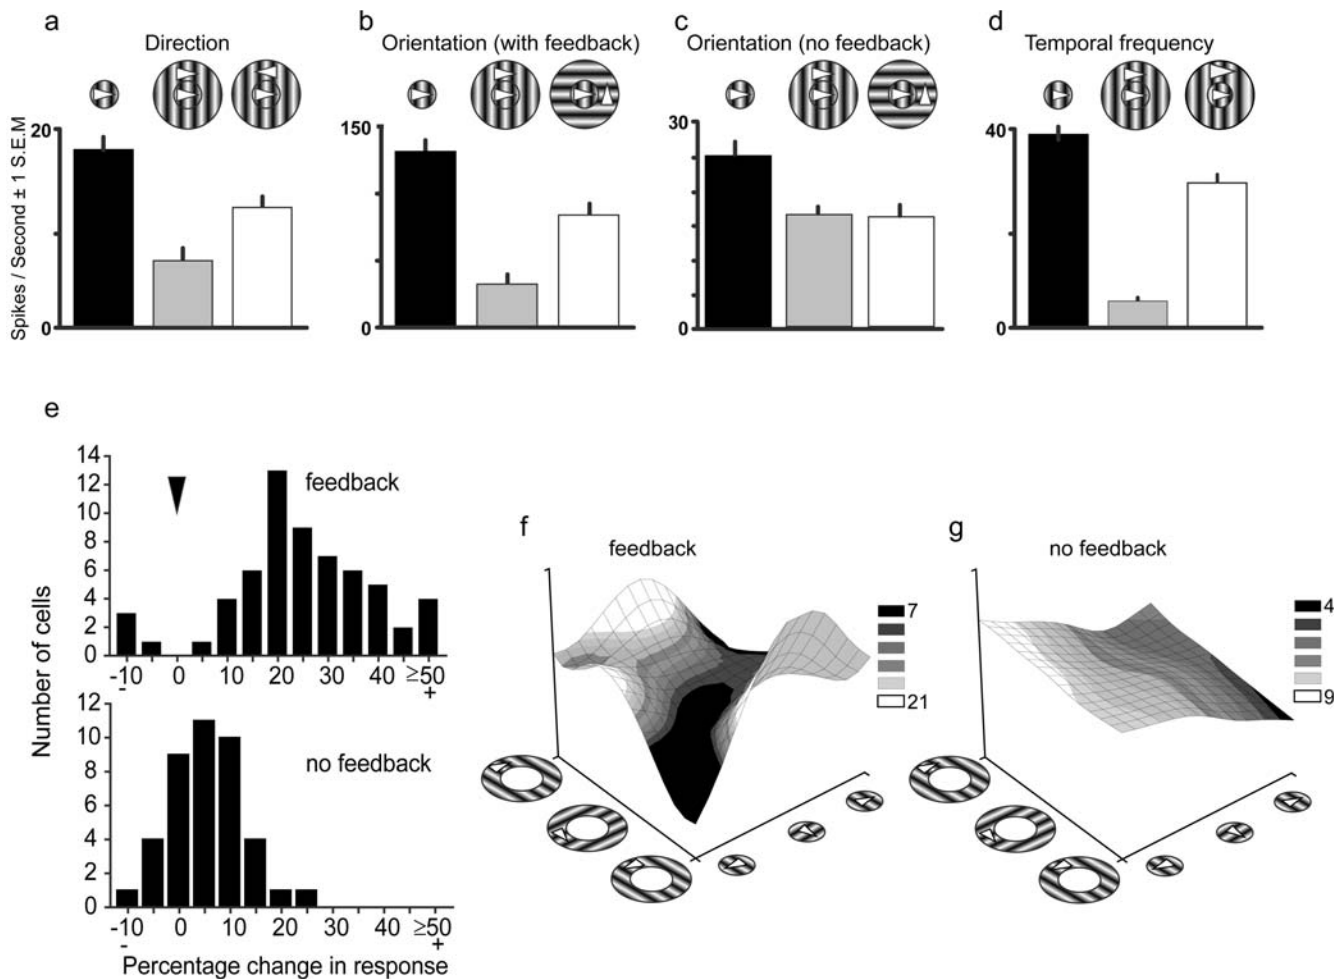 a
b
c
d
Direction
Orientation (with feedback)
Orientation (no feedback)
Temporal frequency
Spikes / Second ± 1 S.E.M
20
0
150
0
30
0
40
0
e
14
12
10
8
6
4
2
0
feedback
-10
0
10
20
30
40
≥50
-
+
Number of cells
12
10
8
6
4
2
0
no feedback
-10
0
10
20
30
40
≥50
-
+
Percentage change in response
f
feedback
7
21
g
no feedback
4
9